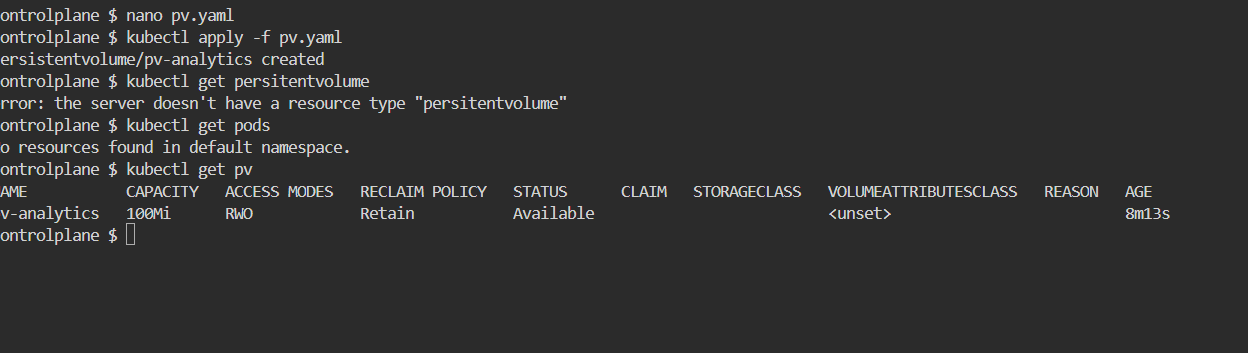 ontrolplane $ nano pv.yaml
ontrolplane $ kubectl apply -f pv.yaml
ersistentvolume/pv-analytics created
ontrolplane $ kubectl get persitentvolume
rror: the server doesn't have a resource type "persitentvolume"
ontrolplane $ kubectl get pods
o resources found in default namespace.
ontrolplane $ kubectl get pv
AME CAPACITY ACCESS MODES RECLAIM POLICY STATUS CLAIM STORAGECLASS VOLUMEATTRIBUTESCLASS REASON AGE
v-analytics 100Mi RWO Retain Available <unset> 8m13s
ontrolplane $